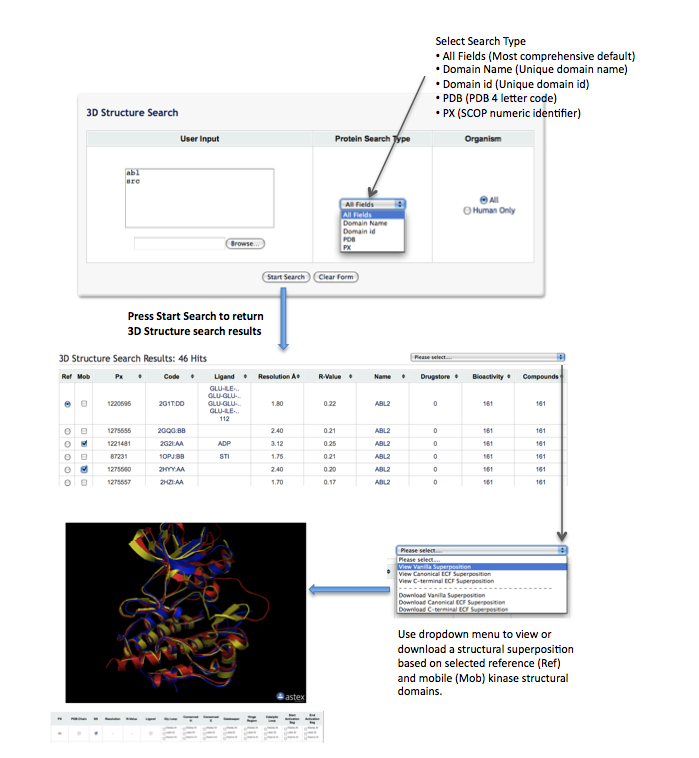 Select Search Type
• All Fields (Most comprehensive default)
• Domain Name (Unique domain name)
• Domain id (Unique domain id)
• PDB (PDB 4 letter code)
• PX (SCOP numeric identifier)
3D Structure Search
User Input Protein Search Type Organism
abl
src
All Fields
All Fields
Domain Name
Domain id
PDB
PX
All
Human Only
Browse...
Start Search Clear Form
Press Start Search to return
3D Structure search results
3D Structure Search Results: 46 Hits
Please select...
Ref Mob Px Code Ligand Resolution Å R-Value Name Drugstore Bioactivity Compounds
GLU-ILE-..
GLU-GLU-..
1220595 2G1T:DD GLU-GLU-.. 1.80 0.22 ABL2 0 161 161
GLU-ILE-..
112
1275555 2GQG:BB 2.40 0.21 ABL2 0 161 161
1221481 2G2I:AA ADP 3.12 0.25 ABL2 0 161 161
87231 1OPJ:BB STI 1.75 0.21 ABL2 0 161 161
1275560 2HYY:AA 2.40 0.20 ABL2 0 161 161
1275557 2HZI:AA 1.70 0.17 ABL2 0 161 161
Please select...
Please select...
View Vanilla Superposition
View Canonical ECF Superposition
View C-terminal ECF Superposition
Download Vanilla Superposition
Download Canonical ECF Superposition
Download C-terminal ECF Superposition
astex
Use dropdown menu to view or
download a structural superposition
based on selected reference (Ref)
and mobile (Mob) kinase structural
domains.